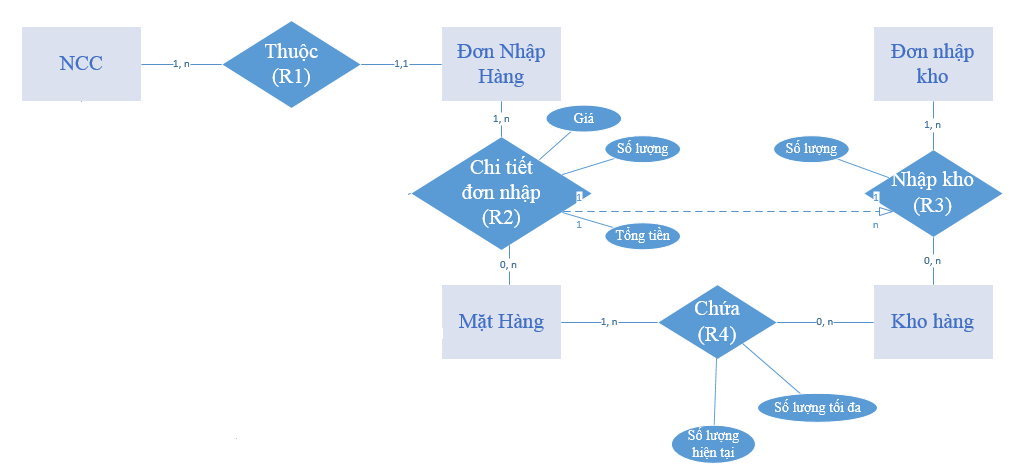 NCC
1, n
Thuộc
(R1)
1,1
Đơn Nhập
Hàng
Đơn nhập
kho
1, n
Giá
Số lượng
Chi tiết
đơn nhập
(R2)
1
1
Tổng tiền
1, n
Số lượng
Nhập kho
(R3)
1
n
0, n
0, n
Mặt Hàng
1, n
Chứa
(R4)
0, n
Kho hàng
Số lượng tối đa
Số lượng
hiện tại